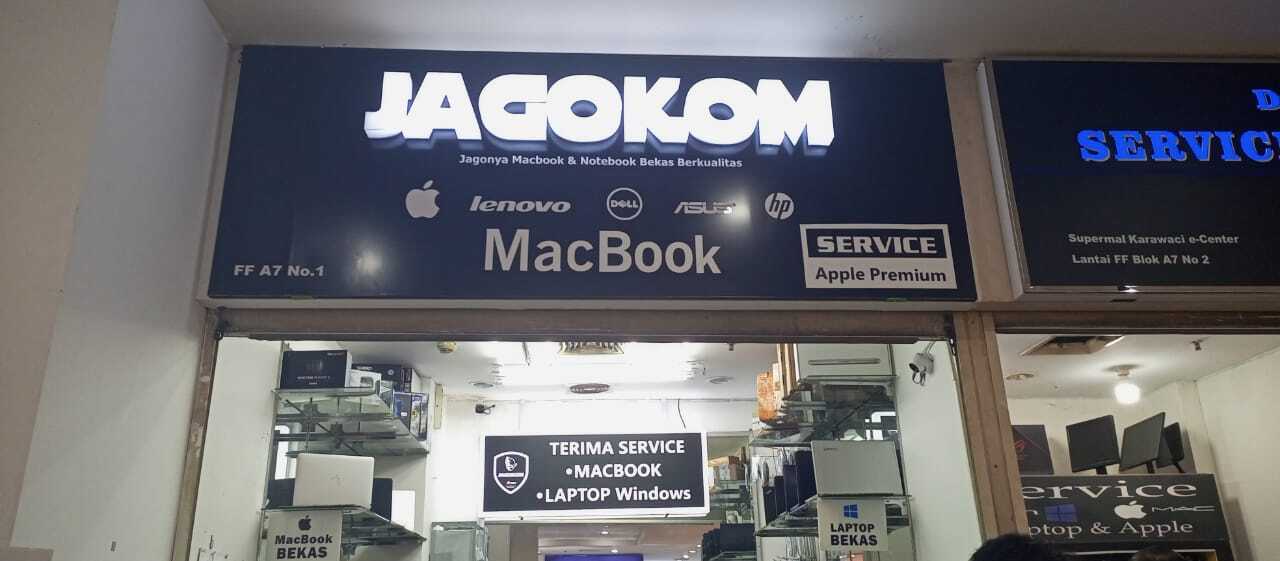 JAGOKOM
Jagonya Macbook & Notebook Bekas Berkualitas
lenovo DELL ASUS hp
MacBook
SERVICE
Apple Premium
FF A7 No.1
SERVIC
Supermal Karawaci e-Center
Lantai FF Blok A7 No 2
TERIMA SERVICE
•MACBOOK
•LAPTOP Windows
MacBook
BEKAS
LAPTOP
BEKAS
ervice
MAC
ptop & Apple